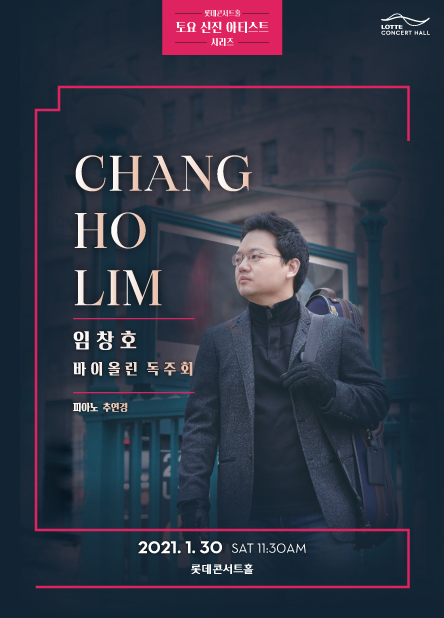 롯데콘서트홀
토요 신진 아티스트
시리즈
LOTTE
CONCERT HALL
CHANG
HO
LIM
임창호
바이올린 독주회
피아노 추연경
2021. 1. 30 SAT 11:30AM
롯데콘서트홀